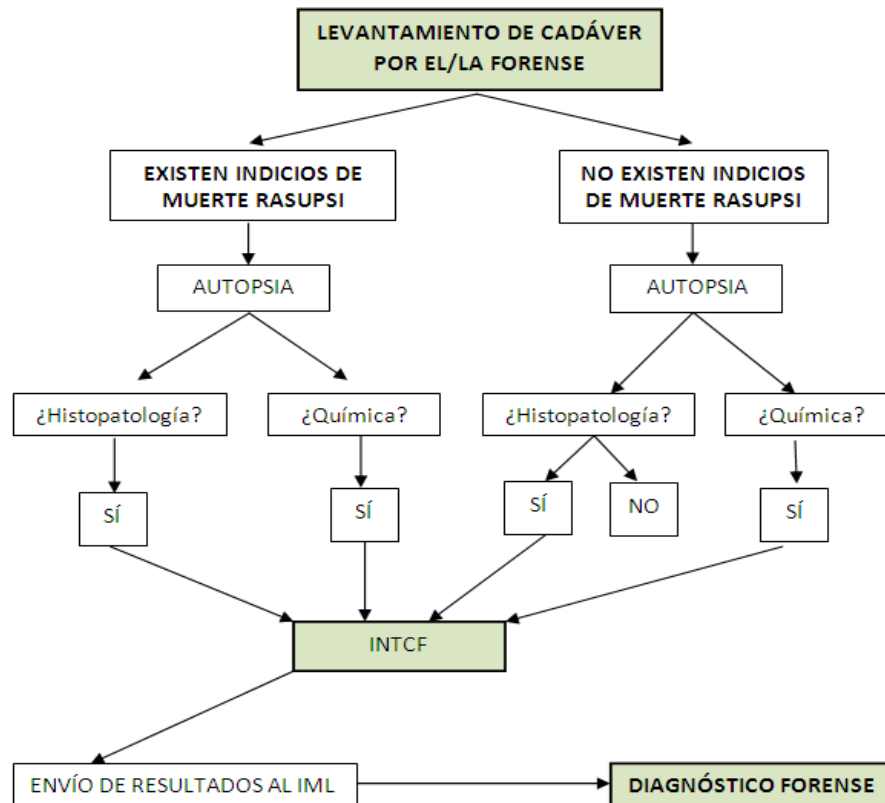 LEVANTAMIENTO DE CADÁVER
POR EL/LA FORENSE
EXISTEN INDICIOS DE
MUERTE RASUPSI
NO EXISTEN INDICIOS
DE MUERTE RASUPSI
AUTOPSIA
AUTOPSIA
¿Histopatología?
¿Química?
¿Histopatología?
¿Química?
SÍ
SÍ
SÍ
NO
SÍ
INTCF
ENVÍO DE RESULTADOS AL IML
DIAGNÓSTICO FORENSE